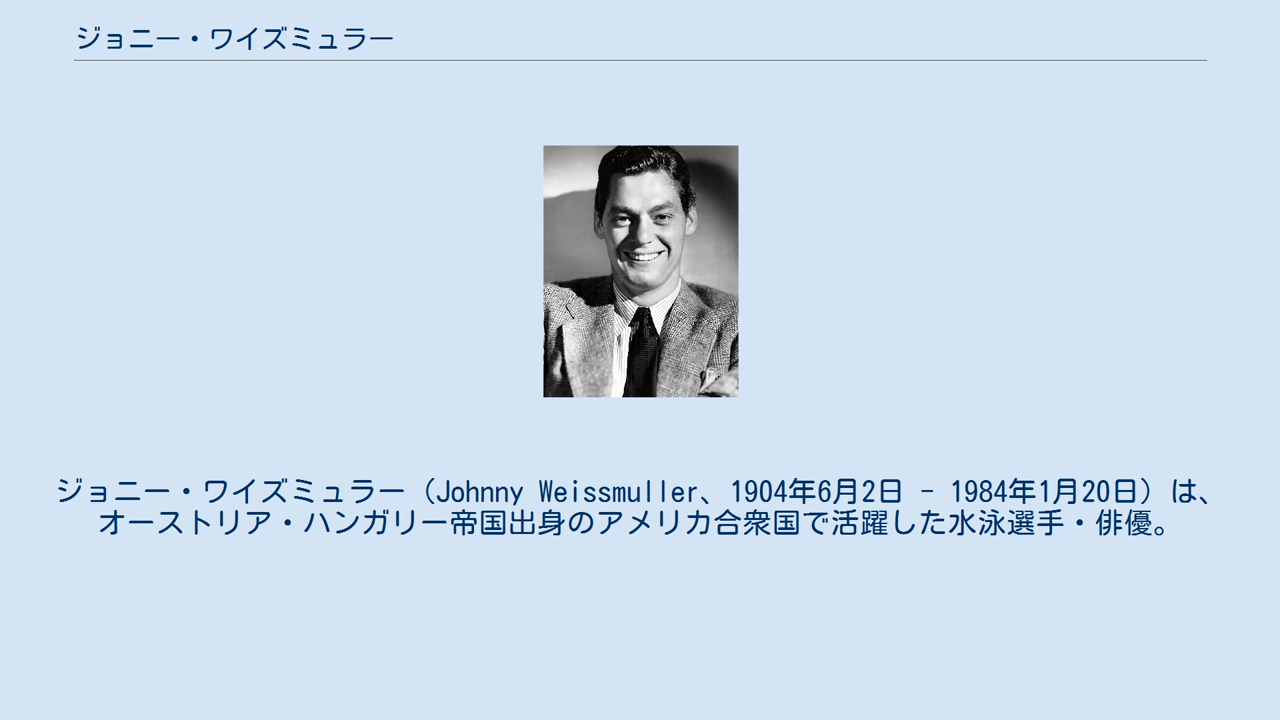 ジョニー・ワイズミュラー
ジョニー・ワイズミュラー（Johnny Weissmuller、1904年6月2日 - 1984年1月20日）は、
オーストリア・ハンガリー帝国出身のアメリカ合衆国で活躍した水泳選手・俳優。